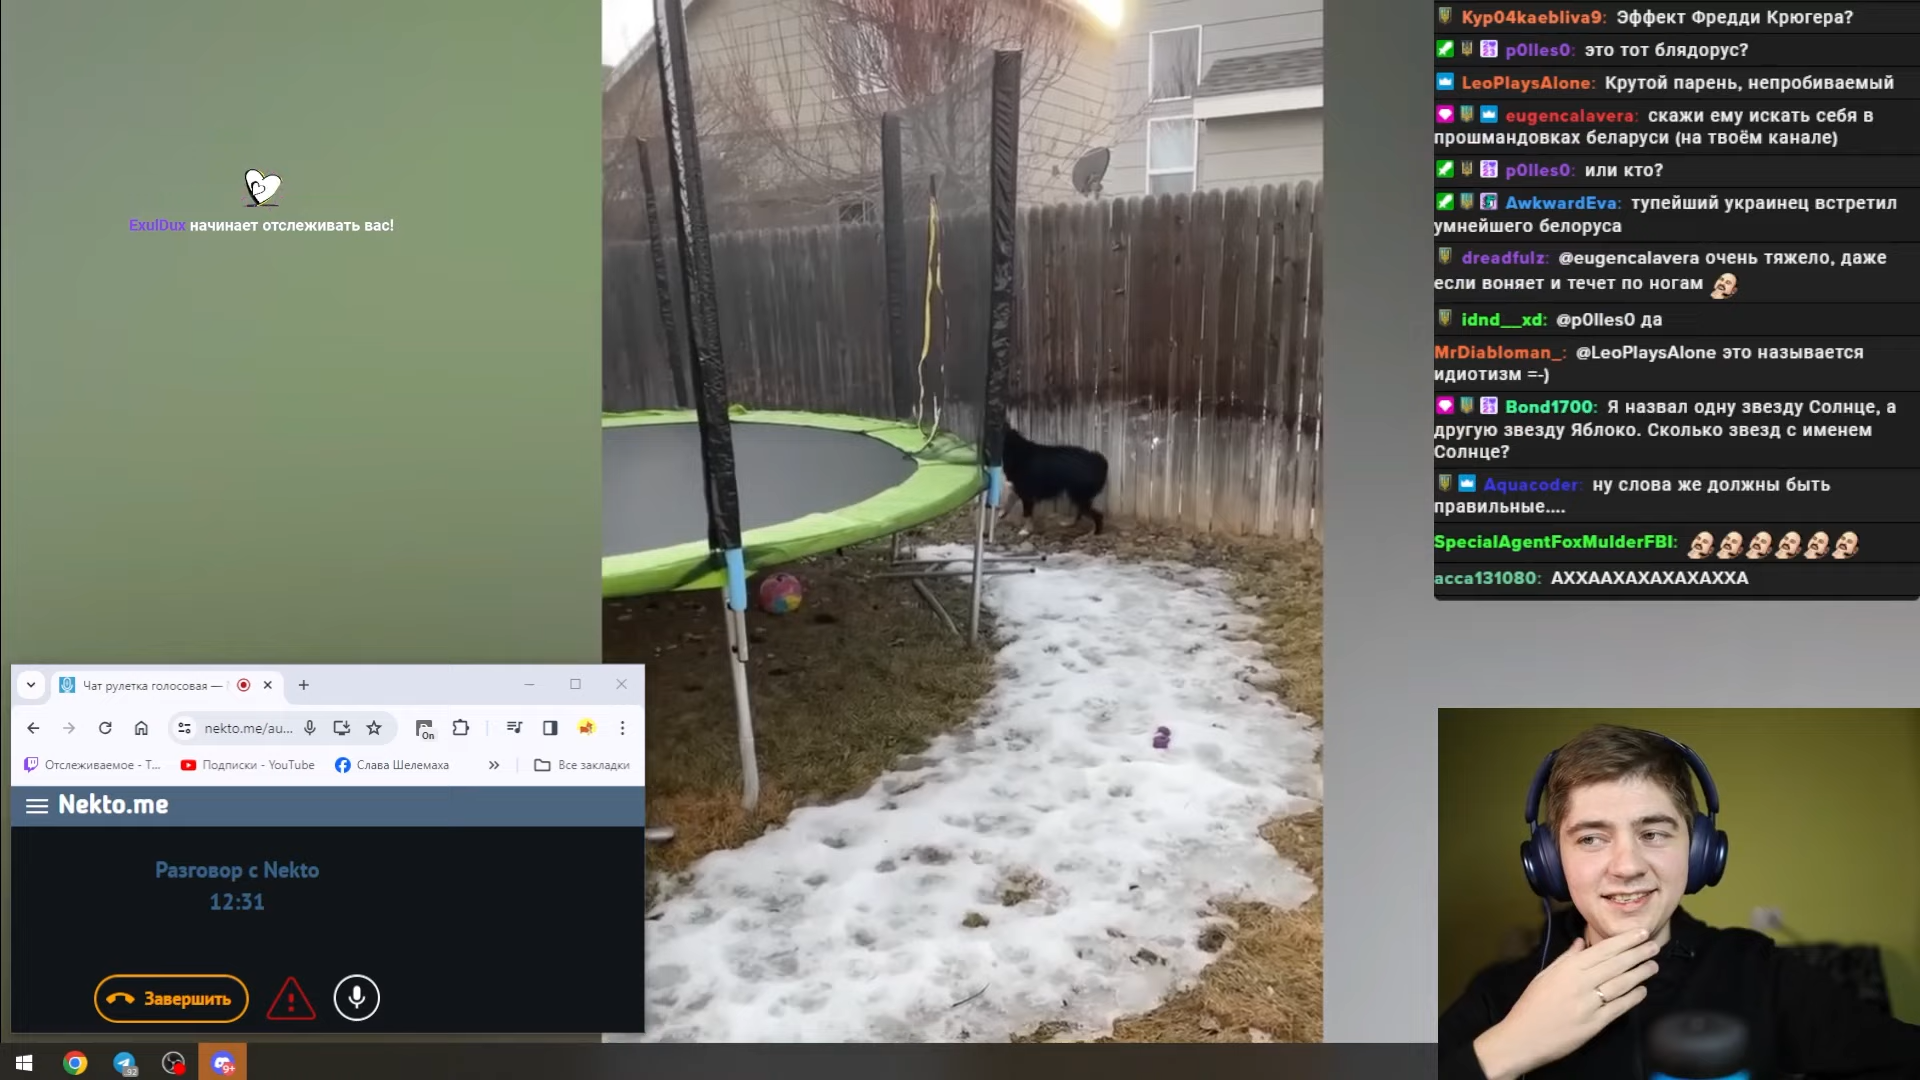 ExulDux начинает отслеживать вас!
Кур04kaebliva9: Эффект Фредди Крюгера?
p0lles0: это тот блядорус?
LeoPlaysAlone: Крутой парень, непробиваемый
eugencalavera: скажи ему искать себя в
прошмандовках беларуси (на твоём канале)
p0lles0: или кто?
AwkwardEva: тупейший украинец встретил
умнейшего белоруса
dreadfulz: @eugencalavera очень тяжело, даже
если воняет и течет по ногам
idnd__xd: @p0lles0 да
MrDiabloman_: @LeoPlaysAlone это называется
идиотизм =-)
Bond1700: Я назвал одну звезду Солнце, а
другую звезду Яблоко. Сколько звезд с именем
Солнце?
Aquacoder: ну слова же должны быть
правильные....
SpecialAgentFoxMulderFBI:
acca131080: АХХААХАХАХАХАХХА
Чат рулетка голосовая —
nekto.me/au...
On
Отслеживаемое - T...
Подписки - YouTube
Слава Шелемаха
Все закладки
Nekto.me
Разговор с Nekto
12:31
Завершить
92
9+